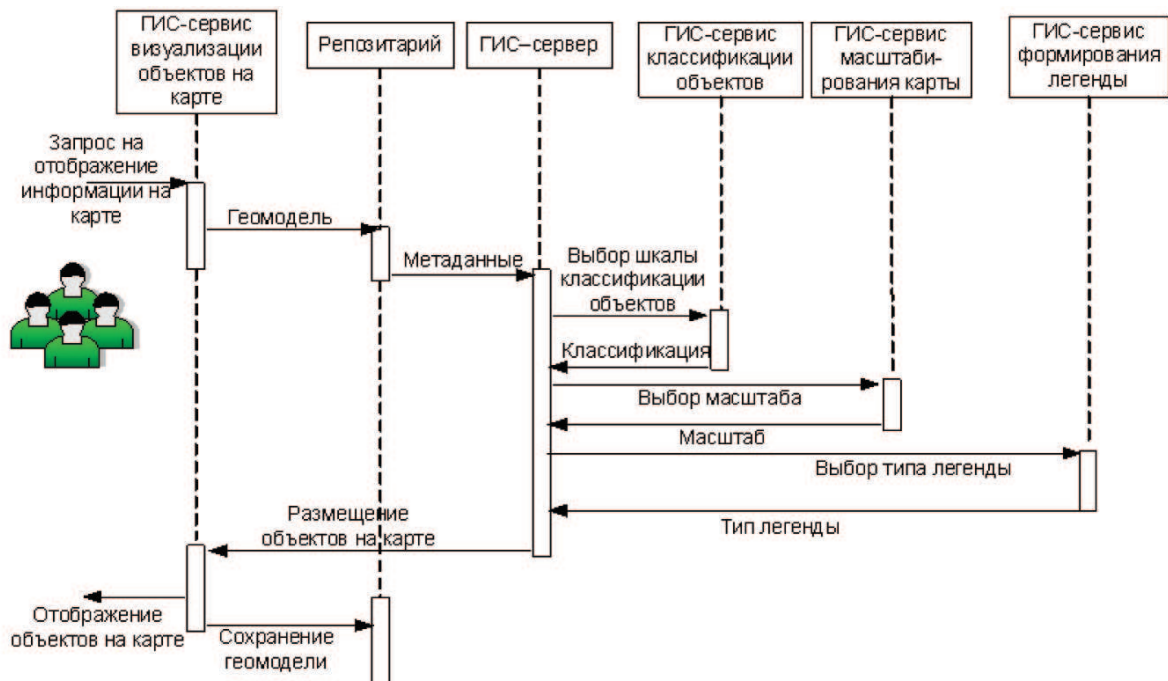 ГИС-сервис
визуализации
объектов на
карте
Репозитарий
ГИС–сервер
ГИС-сервис
классификации
объектов
ГИС-сервис
масштаби-
рования карты
ГИС-сервис
формирования
легенды
Запрос на
отображение
информации на
карте
Геомодель
Метаданные
Выбор шкалы
классификации
объектов
Классификация
Выбор масштаба
Масштаб
Выбор типа легенды
Тип легенды
Размещение
объектов на карте
Отображение
объектов на карте
Сохранение
геомодели